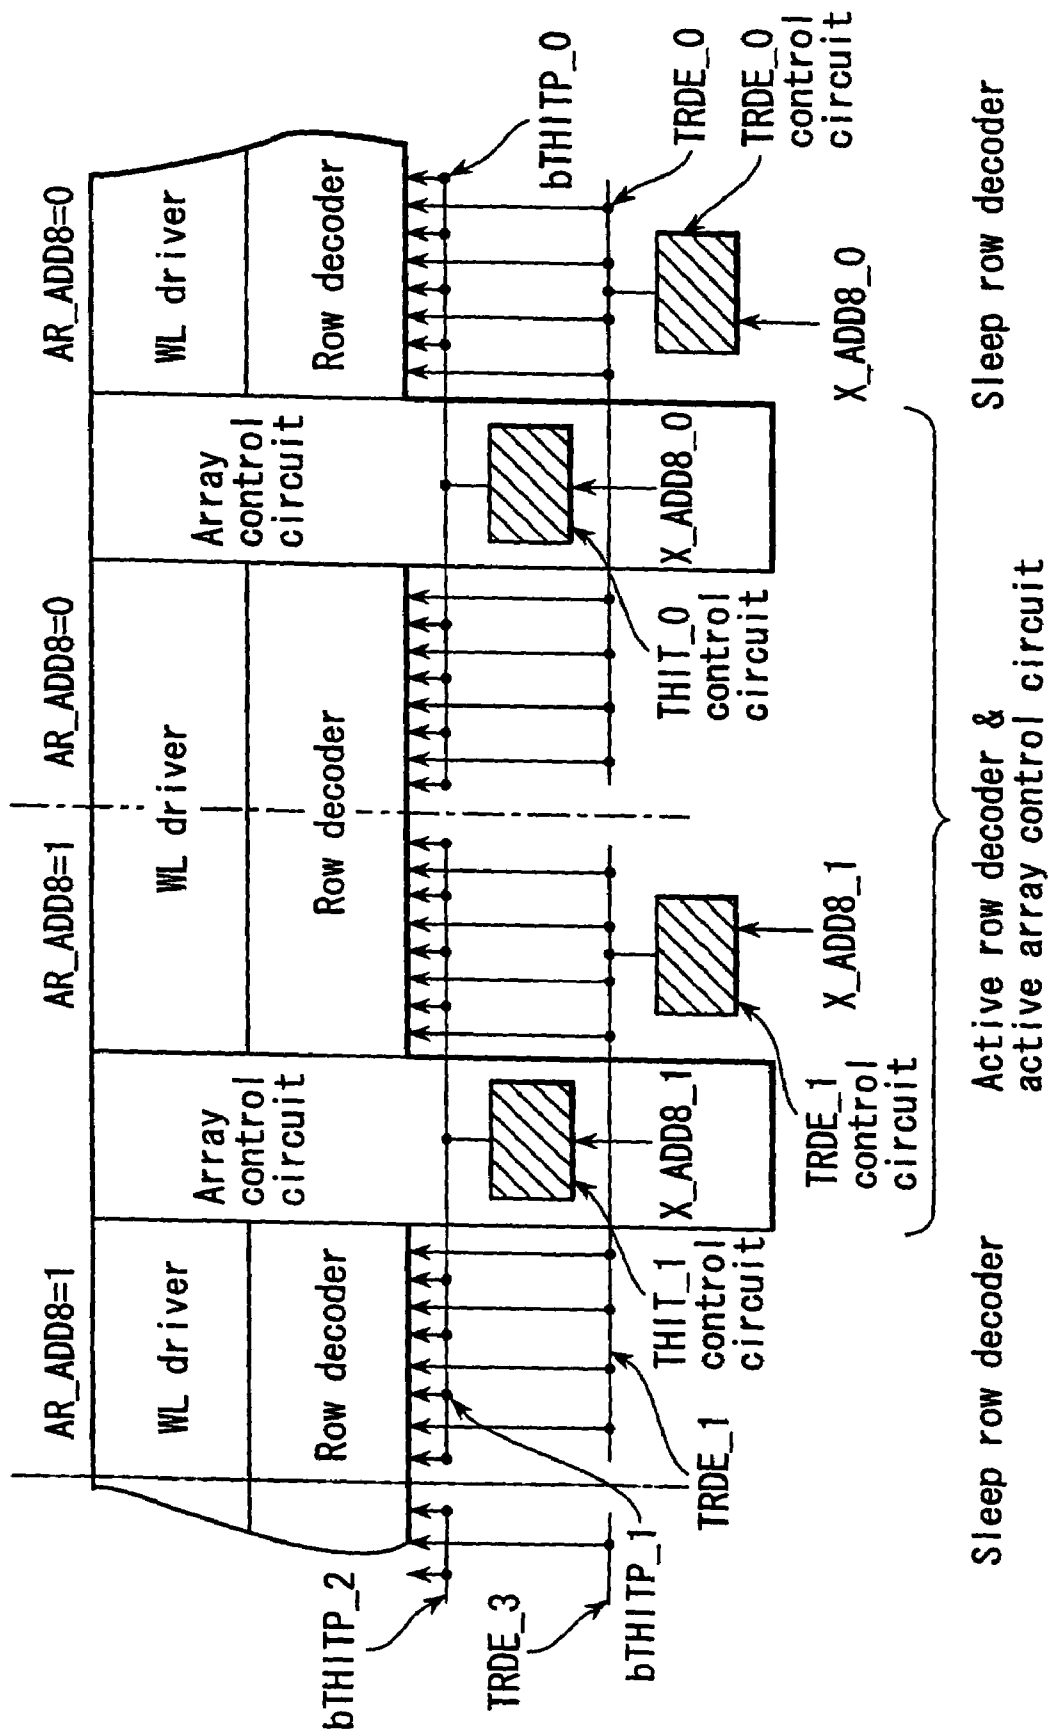 AR_ADD8=1
AR_ADD8=1
AR_ADD8=0
AR_ADD8=0
WL driver
Array
control
circuit
WL driver
Array
control
circuit
WL driver
Row decoder
Row decoder
Row decoder
bTHITP_2
TRDE_3
bTHITP_1
TRDE_1
THIT_1
control
circuit
X_ADD8_1
TRDE_1
control
circuit
X_ADD8_1
THIT_0
control
circuit
X_ADD8_0
X_ADD8_0
bTHITP_0
TRDE_0
TRDE_0
control
circuit
Sleep row decoder
Active row decoder &
active array control circuit
Sleep row decoder